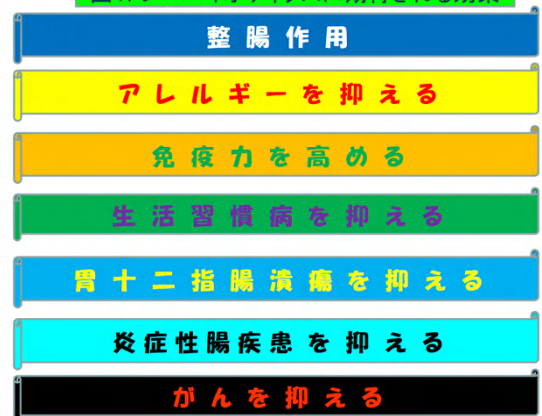 整腸作用
アレルギーを抑える
免疫力を高める
生活習慣病を抑える
胃十二指腸潰瘍を抑える
炎症性腸疾患を抑える
がんを抑える